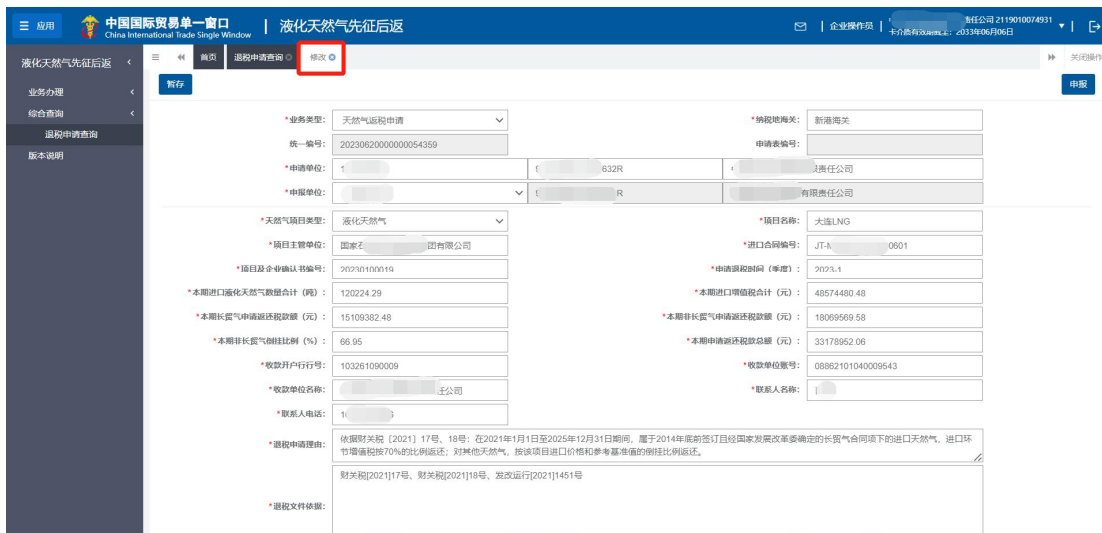 应用
中国国际贸易单一窗口
China International Trade Single Window
液化天然气先征后返
企业操作员
责任公司 2119010074931
卡介质有效期至：2033年06月06日
液化天然气先征后返
业务办理
综合查询
退税申请查询
版本说明
首页 退税申请查询 修改
关闭操作
暂存 申报
*业务类型： 天然气返税申请 *纳税地海关： 新港海关
统一编号： 20230620000000054359 申请表编号：
*申请单位： 1 632R 责任公司
*申报单位： R 有限责任公司
*天然气项目类型： 液化天然气 *项目名称： 大连LNG
*项目主管单位： 国家石 团有限公司 *进口合同编号： JT- 0601
*项目及企业确认书编号： 20230100019 *申请退税时间（季度）： 2023-1
*本期进口液化天然气数量合计（吨）： 120224.29 *本期进口增值税合计（元）： 48574480.48
*本期长贸气申请返还税款额（元）： 15109382.48 *本期非长贸气申请返还税款额（元）： 18069569.58
*本期非长贸气倒挂比例（%）： 66.95 *本期申请返还税款总额（元）： 33178952.06
*收款开户行行号： 103261090009 *收款单位账号： 08862101040009543
*收款单位名称： 任公司 *联系人名称：
*联系人电话： 1
*退税申请理由： 依据财关税〔2021〕17号、18号：在2021年1月1日至2025年12月31日期间，属于2014年底前签订且经国家发展改革委确定的长贸气合同项下的进口天然气，进口环
节增值税按70%的比例返还；对其他天然气，按该项目进口价格和参考基准值的倒挂比例返还。
*退税文件依据： 财关税[2021]17号、财关税[2021]18号、发改运行[2021]1451号